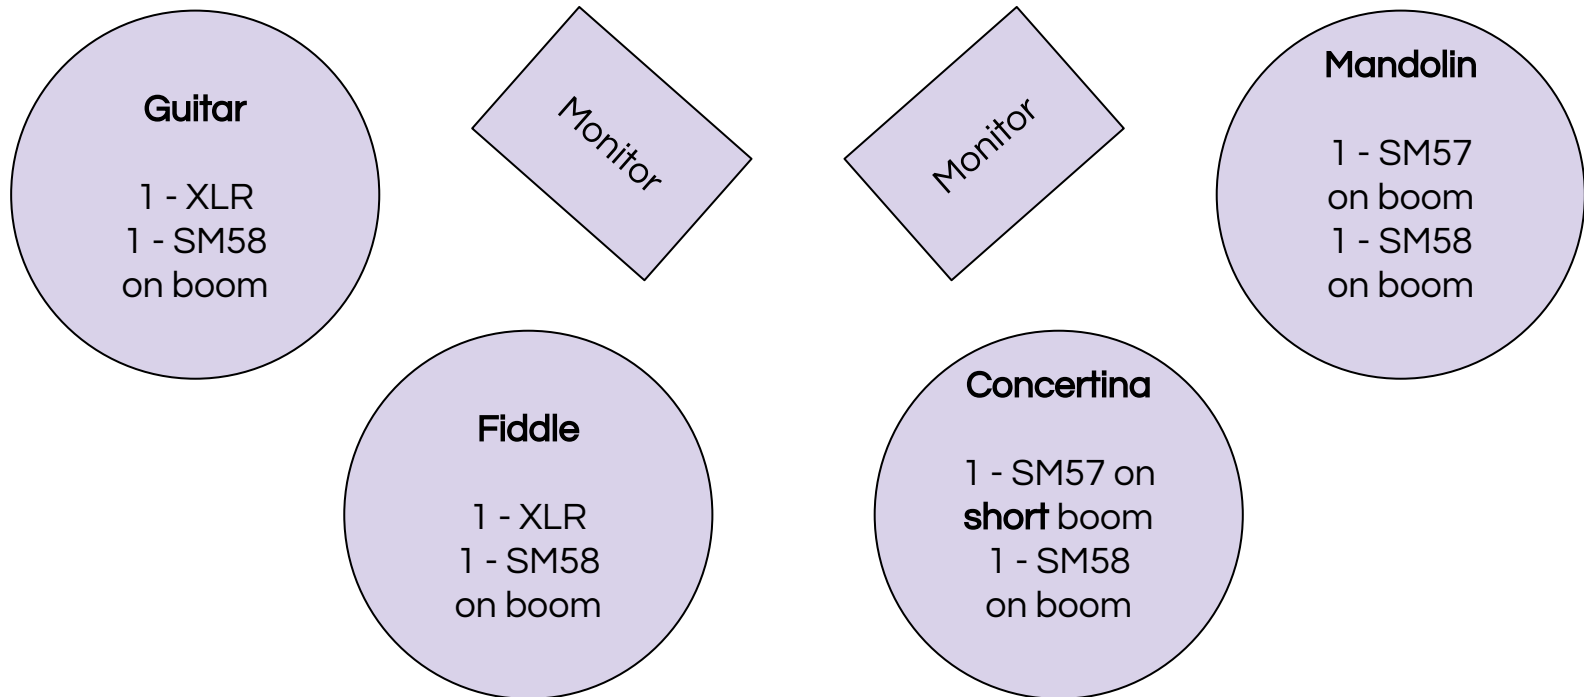 Guitar
1 - XLR
1 - SM58
on boom
Monitor
Monitor
Mandolin
1 - SM57
on boom
1 - SM58
on boom
Fiddle
1 - XLR
1 - SM58
on boom
Concertina
1 - SM57 on
short boom
1 - SM58
on boom